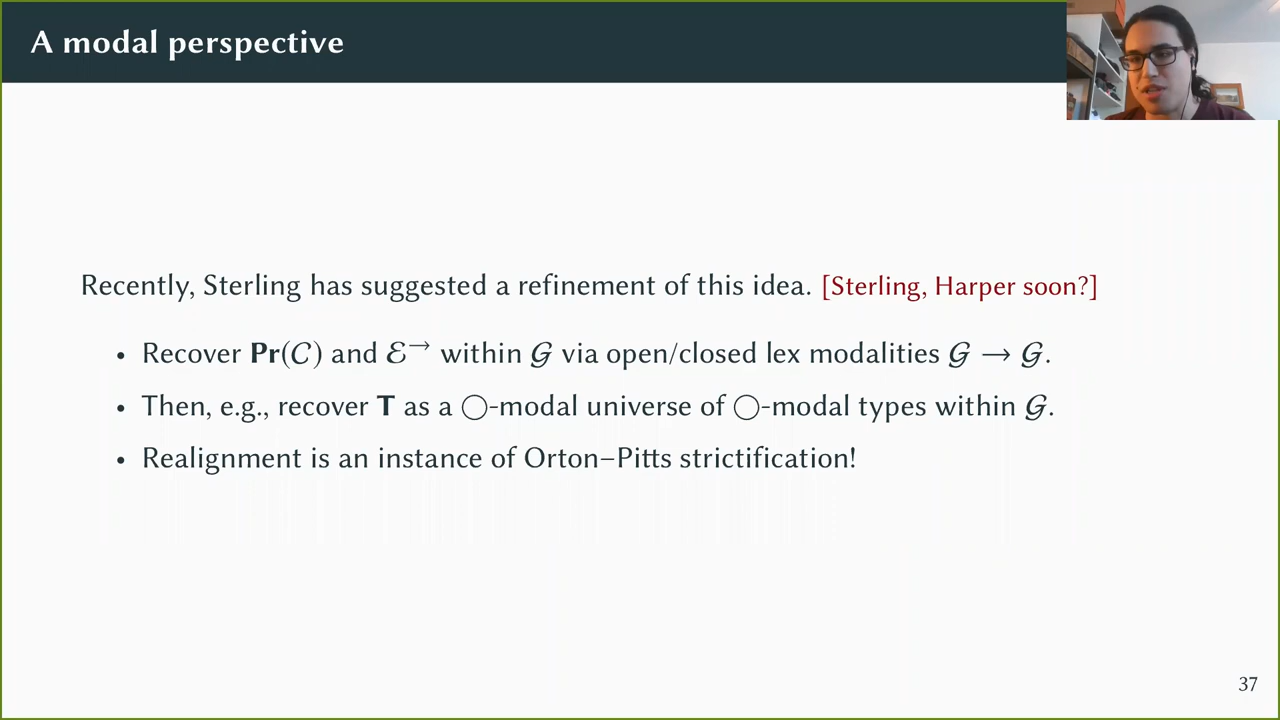 A modal perspective
Recently, Sterling has suggested a refinement of this idea. [Sterling, Harper soon?]
• Recover Pr(𝒞) and ℰ→ within 𝒢 via open/closed lex modalities 𝒢 → 𝒢.
• Then, e.g., recover T as a ◯-modal universe of ◯-modal types within 𝒢.
• Realignment is an instance of Orton–Pitts strictification!
37